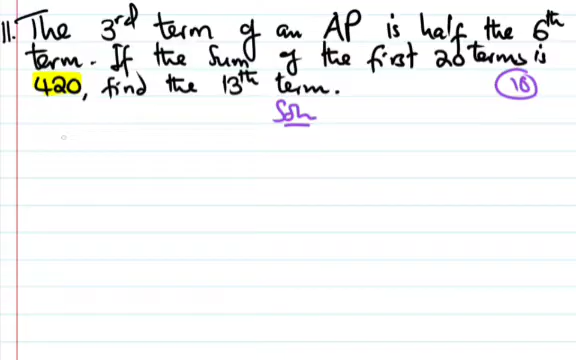 11. The 3rd term of an AP is half the 6th
term. If the sum of the first 20 terms is
420, find the 13th term. 10
Soln